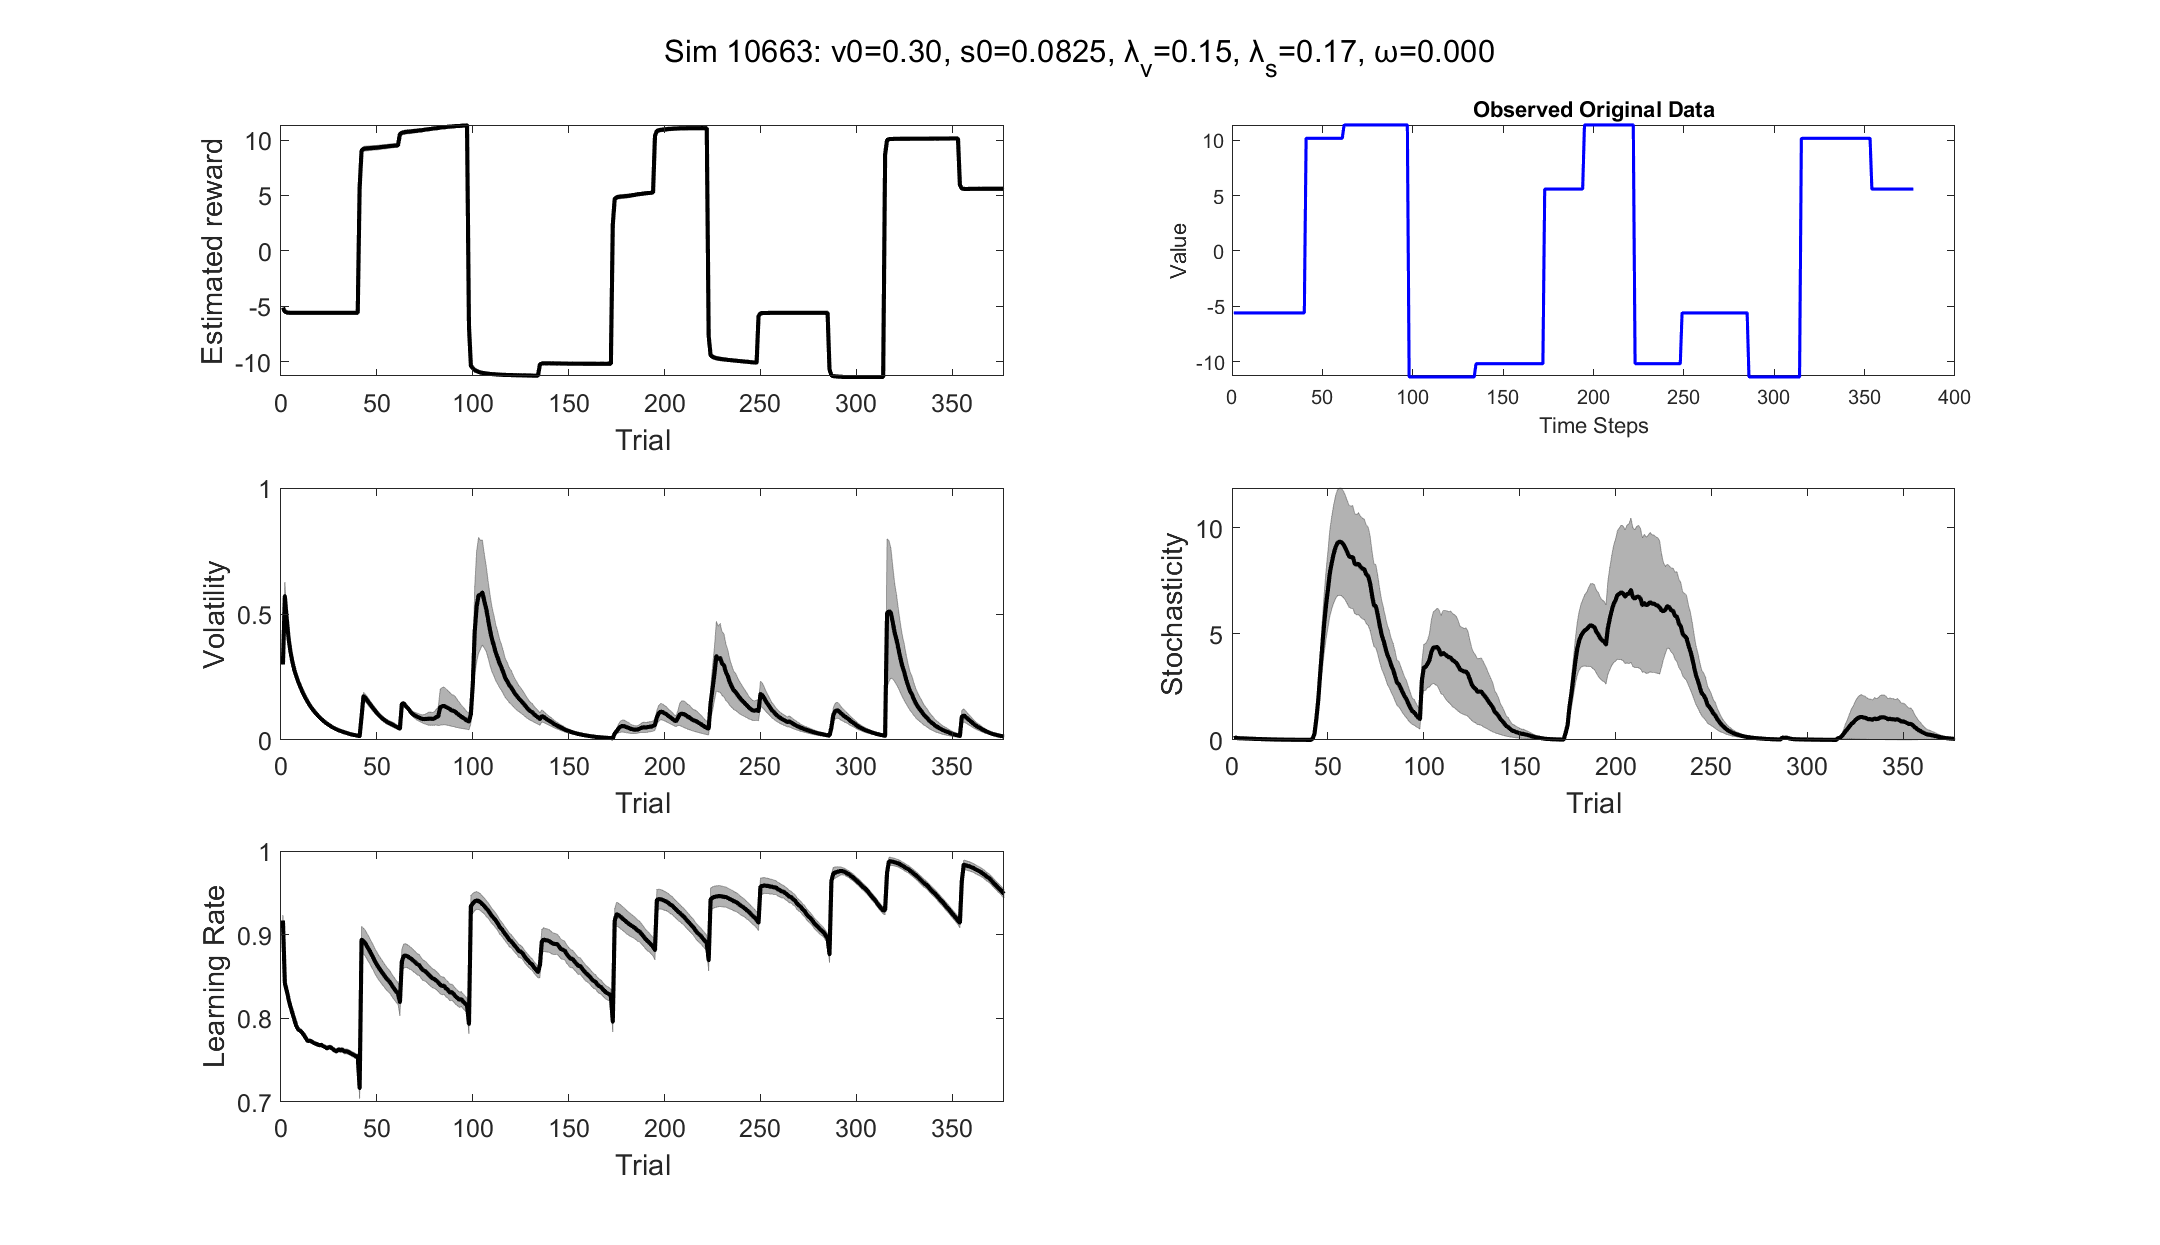 Sim 10663: v0=0.30, s0=0.0825, λv=0.15, λs=0.17, ω=0.000
Estimated reward
10
5
0
-5
-10
0 50 100 150 200 250 300 350
Trial
Observed Original Data
Value
10
5
0
-5
-10
0 50 100 150 200 250 300 350 400
Time Steps
Volatility
1
0.5
0
0 50 100 150 200 250 300 350
Trial
Stochasticity
10
5
0
0 50 100 150 200 250 300 350
Trial
Learning Rate
1
0.9
0.8
0.7
0 50 100 150 200 250 300 350
Trial